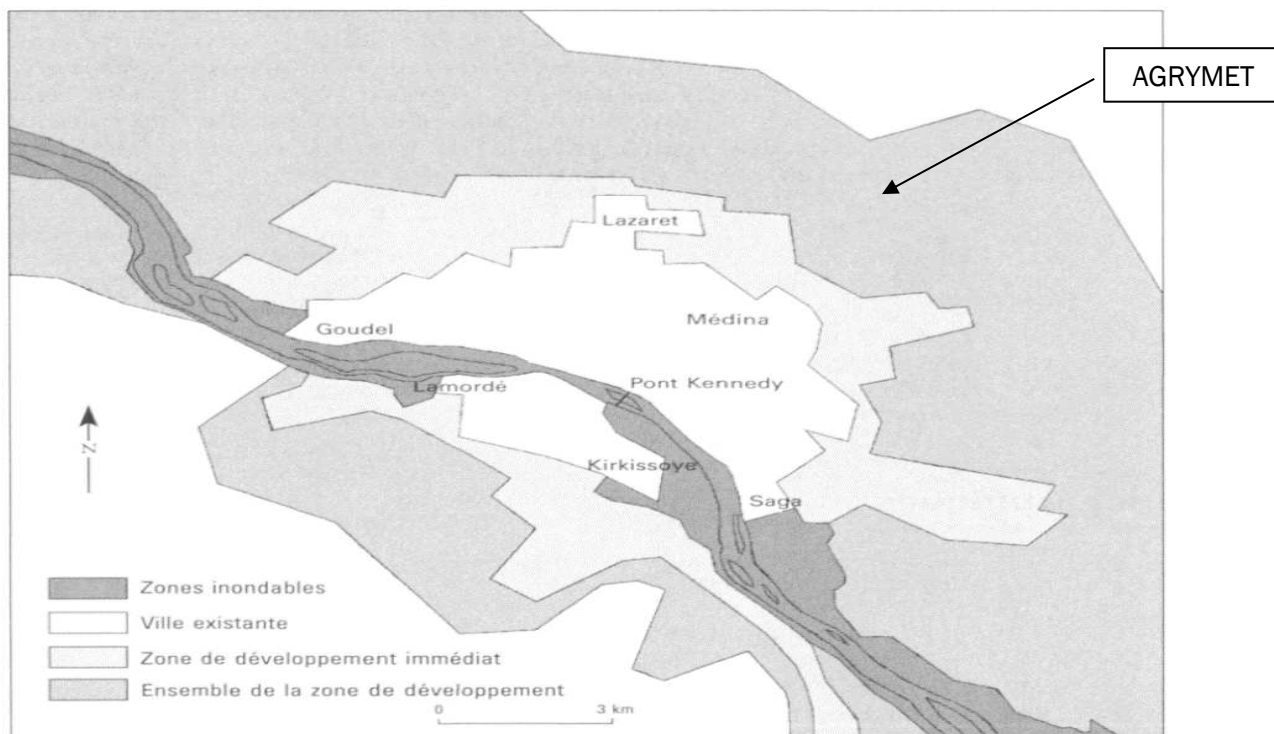 AGRYMET
Lazaret
Médina
Goudel
Lamordé
Pont Kennedy
Kirkissoye
Saga
N
Zones inondables
Ville existante
Zone de développement immédiat
Ensemble de la zone de développement
0 3 km